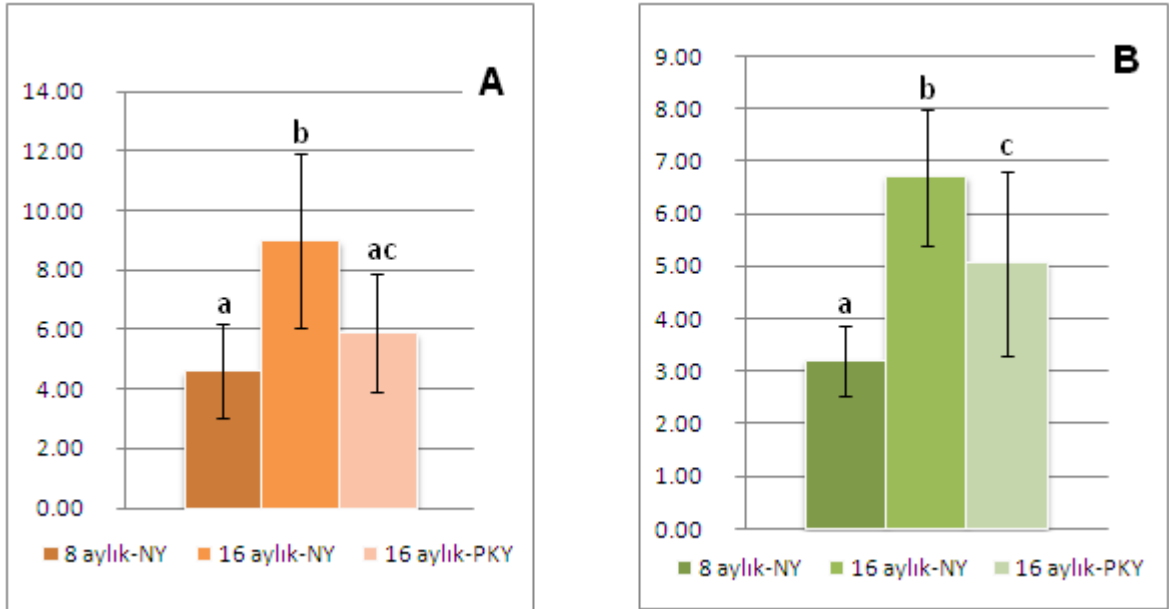 A
14.00
12.00
10.00
8.00
6.00
4.00
2.00
0.00
a
b
ac
8 aylık-NY 16 aylık-NY 16 aylık-PKY
B
9.00
8.00
7.00
6.00
5.00
4.00
3.00
2.00
1.00
0.00
a
b
c
8 aylık-NY 16 aylık-NY 16 aylık-PKY